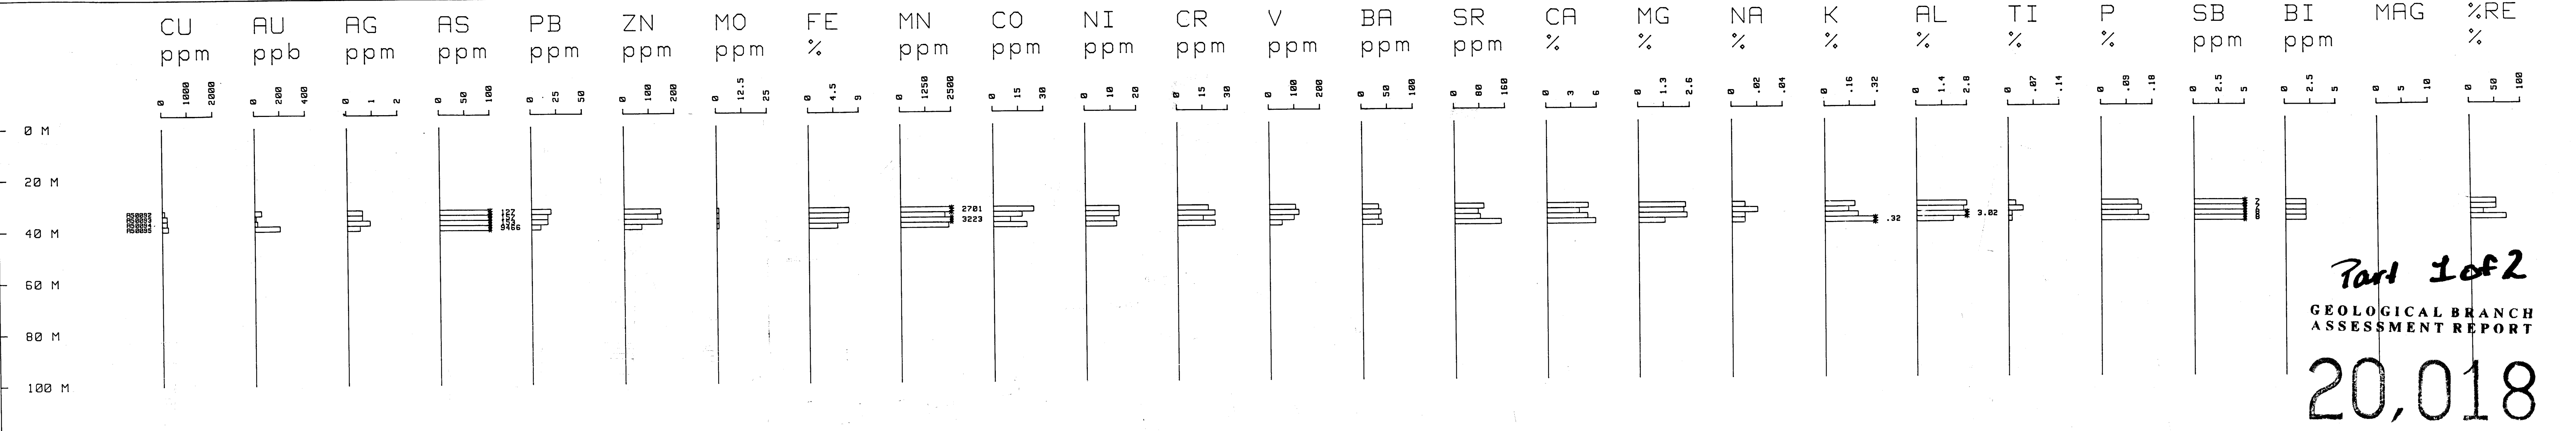 CU AU AG AS PB ZN MO FE MN CO NI CR V BA SR CA MG NA K AL TI P SB BI MAG %RE
ppm ppb ppm ppm ppm ppm ppm % ppm ppm ppm ppm ppm ppm ppm % % % % % % % ppm ppm %
0 1000 2000 0 200 400 0 1 2 0 50 100 0 25 50 0 100 200 0 12.5 25 0 4.5 9 0 1250 2500 0 15 30 0 10 20 0 15 30 0 100 200 0 50 100 0 80 160 0 3 6 0 1.3 2.6 0 .02 .04 0 .16 .32 0 1.4 2.8 0 .07 .14 0 .09 .18 0 2.5 5 0 2.5 5 0 5 10 0 50 100
0 M
20 M
2701
3223
.32
3.02
40 M
60 M
80 M
100 M
Part 1 of 2
GEOLOGICAL BRANCH
ASSESSMENT REPORT
20,018